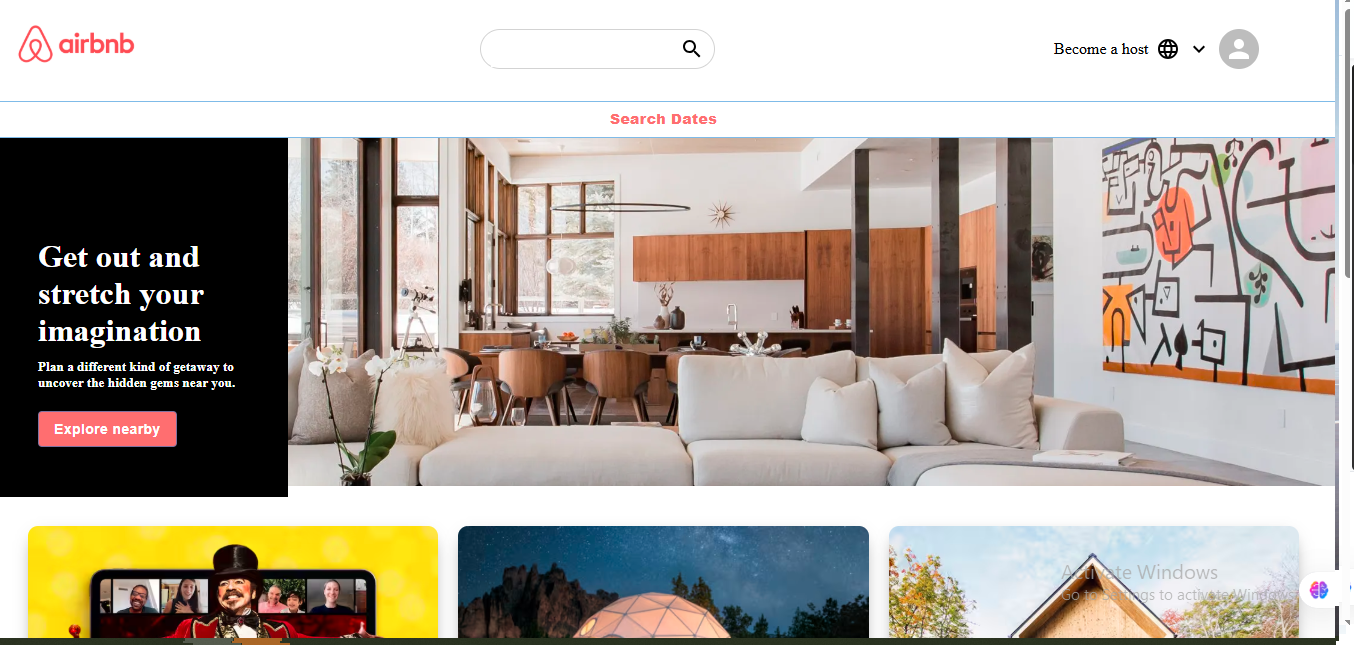 airbnb
Become a host
Search Dates
Get out and
stretch your
imagination
Plan a different kind of getaway to
uncover the hidden gems near you.
Explore nearby
Activate Windows
Go to Settings to activate Windows.